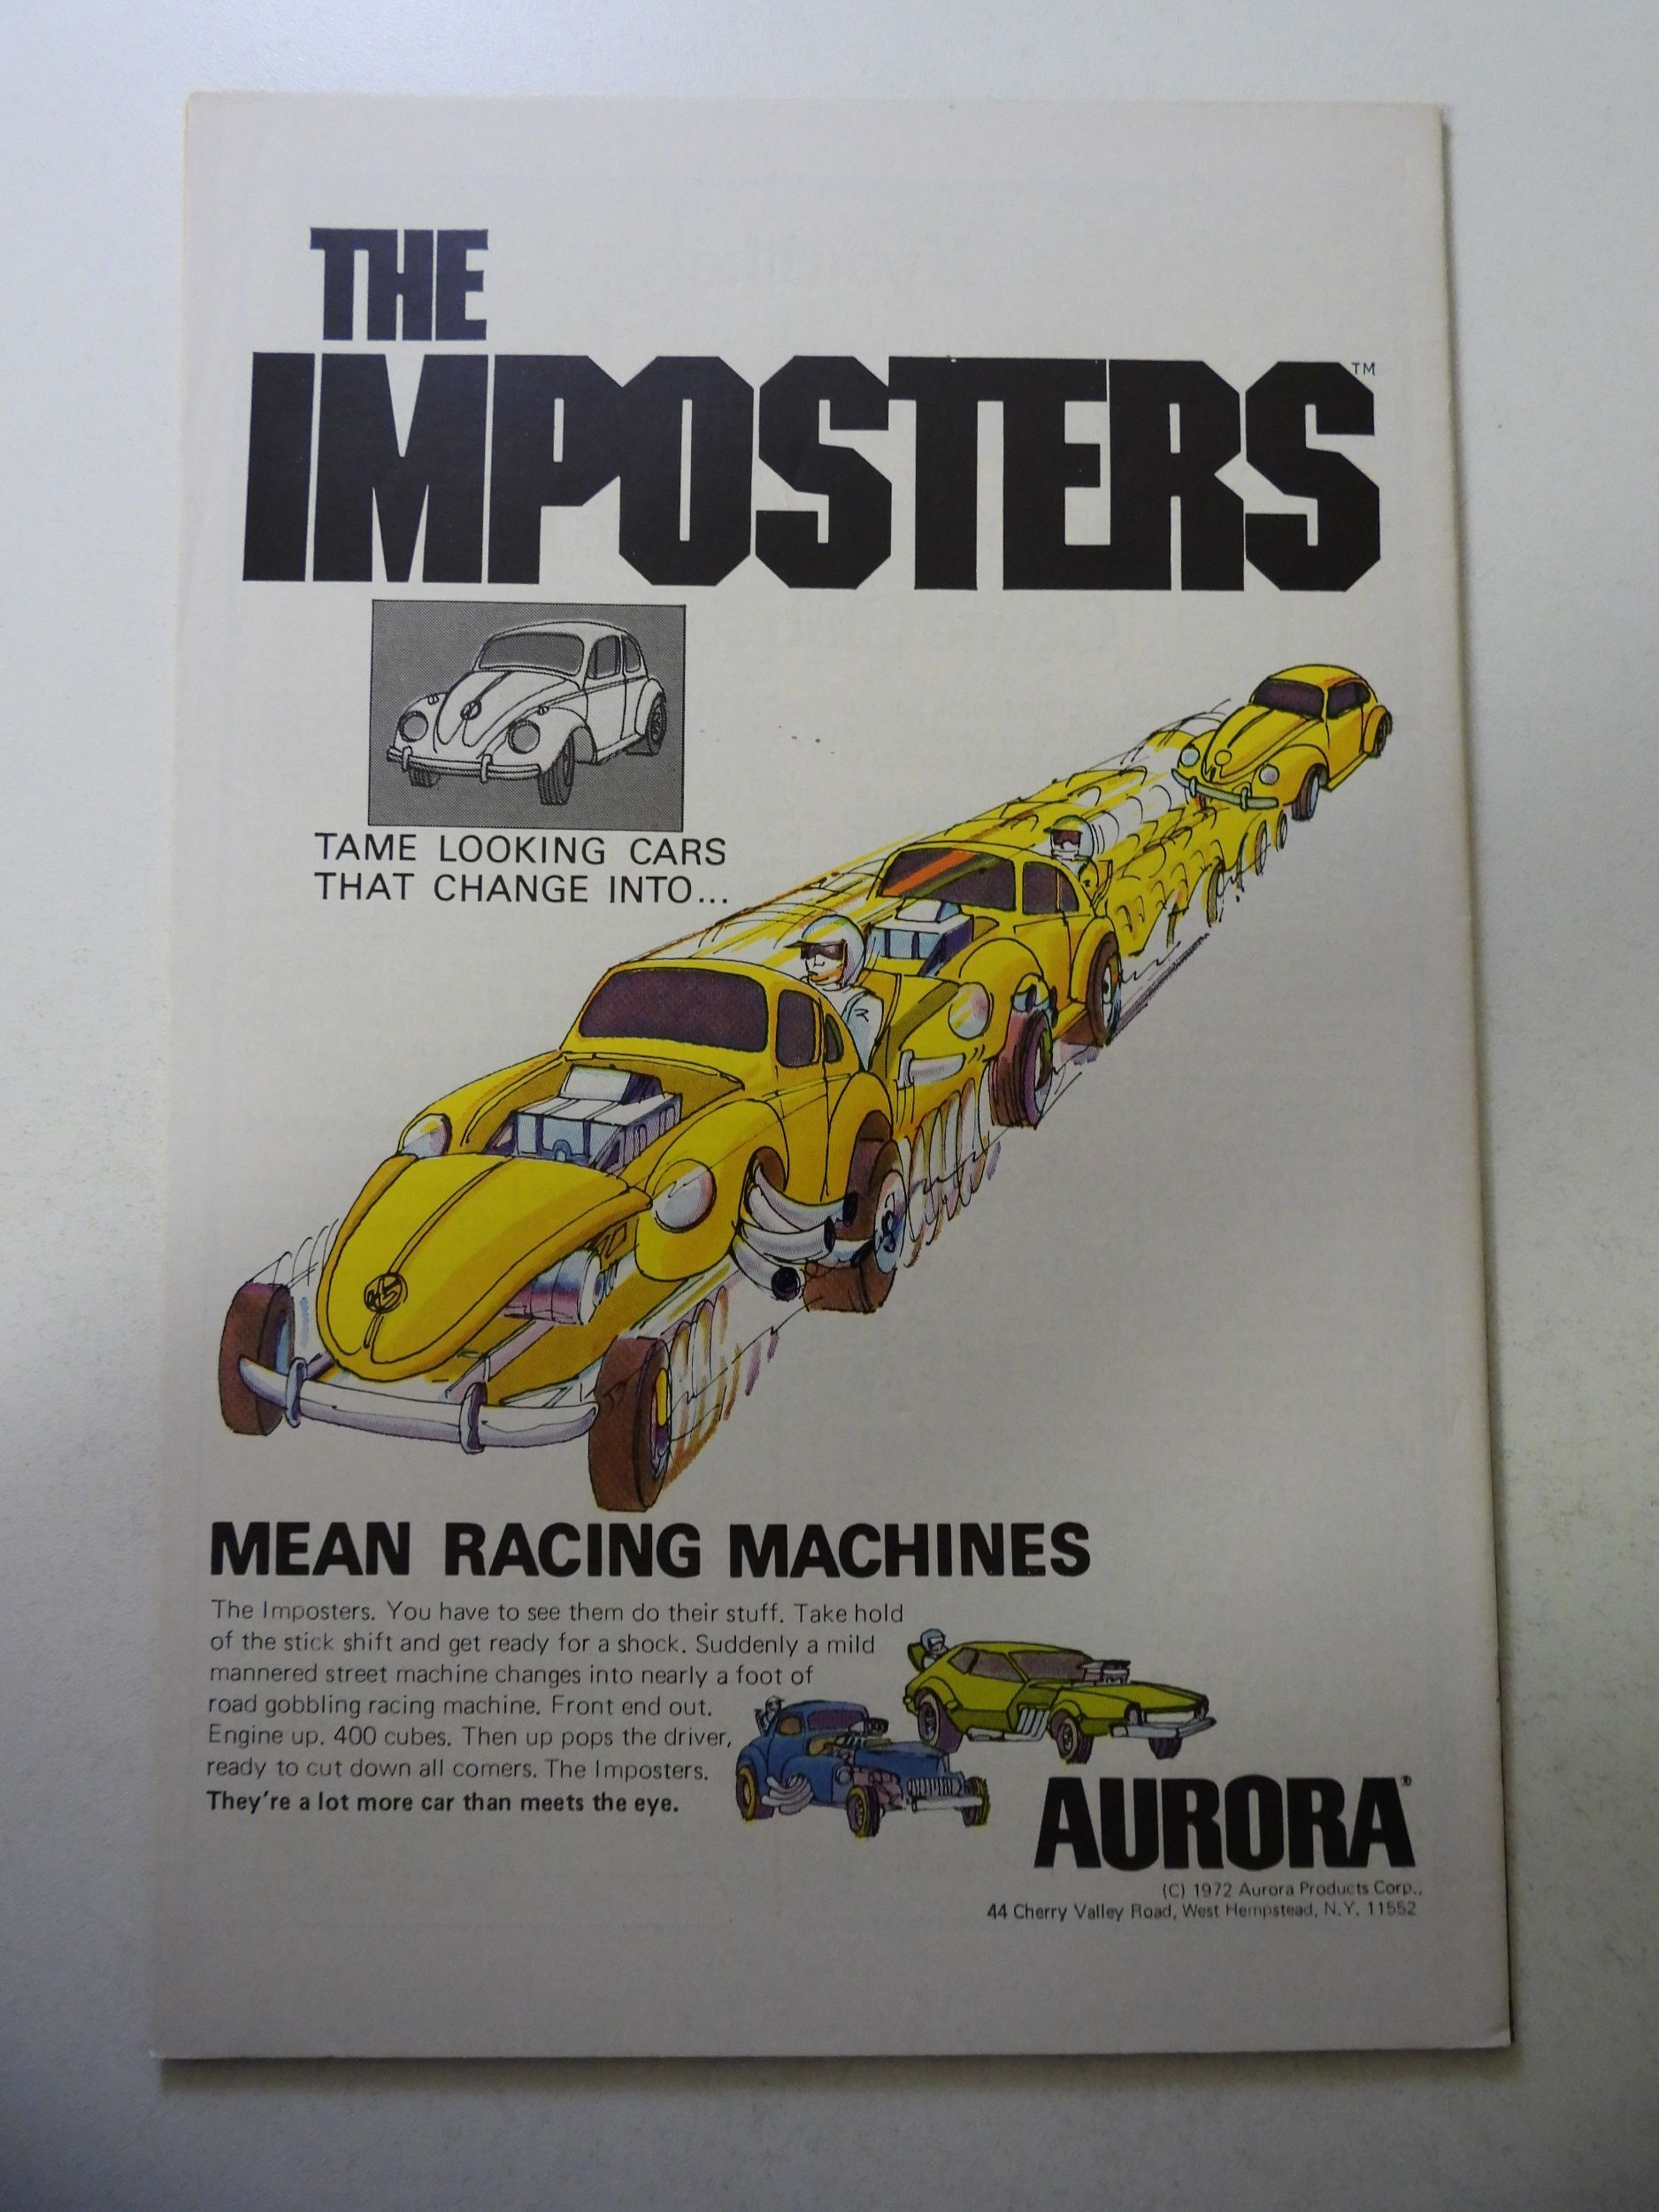 THE
IMPOSTERS™
TAME LOOKING CARS
THAT CHANGE INTO...
MEAN RACING MACHINES
The Imposters. You have to see them do their stuff. Take hold
of the stick shift and get ready for a shock. Suddenly a mild
mannered street machine changes into nearly a foot of
road gobbling racing machine. Front end out.
Engine up. 400 cubes. Then up pops the driver,
ready to cut down all comers. The Imposters.
They're a lot more car than meets the eye.
AURORA®
(C) 1972 Aurora Products Corp.,
44 Cherry Valley Road, West Hempstead, N.Y. 11552